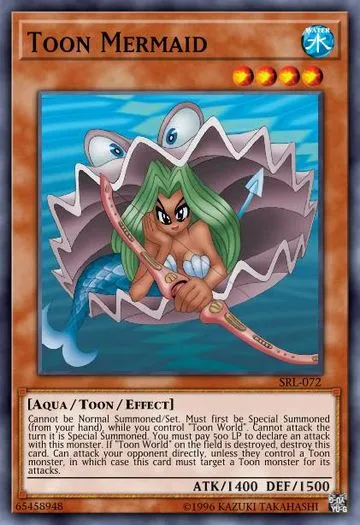 Toon Mermaid
WATER
水
SRL-072
[Aqua / Toon / Effect]
Cannot be Normal Summoned/Set. Must first be Special Summoned
(from your hand), while you control "Toon World". Cannot attack the
turn it is Special Summoned. You must pay 500 LP to declare an attack
with this monster. If "Toon World" on the field is destroyed, destroy this
card. Can attack your opponent directly, unless they control a Toon
monster, in which case this card must target a Toon monster for its
attacks.
ATK/1400 DEF/1500
65458948
©1996 KAZUKI TAKAHASHI